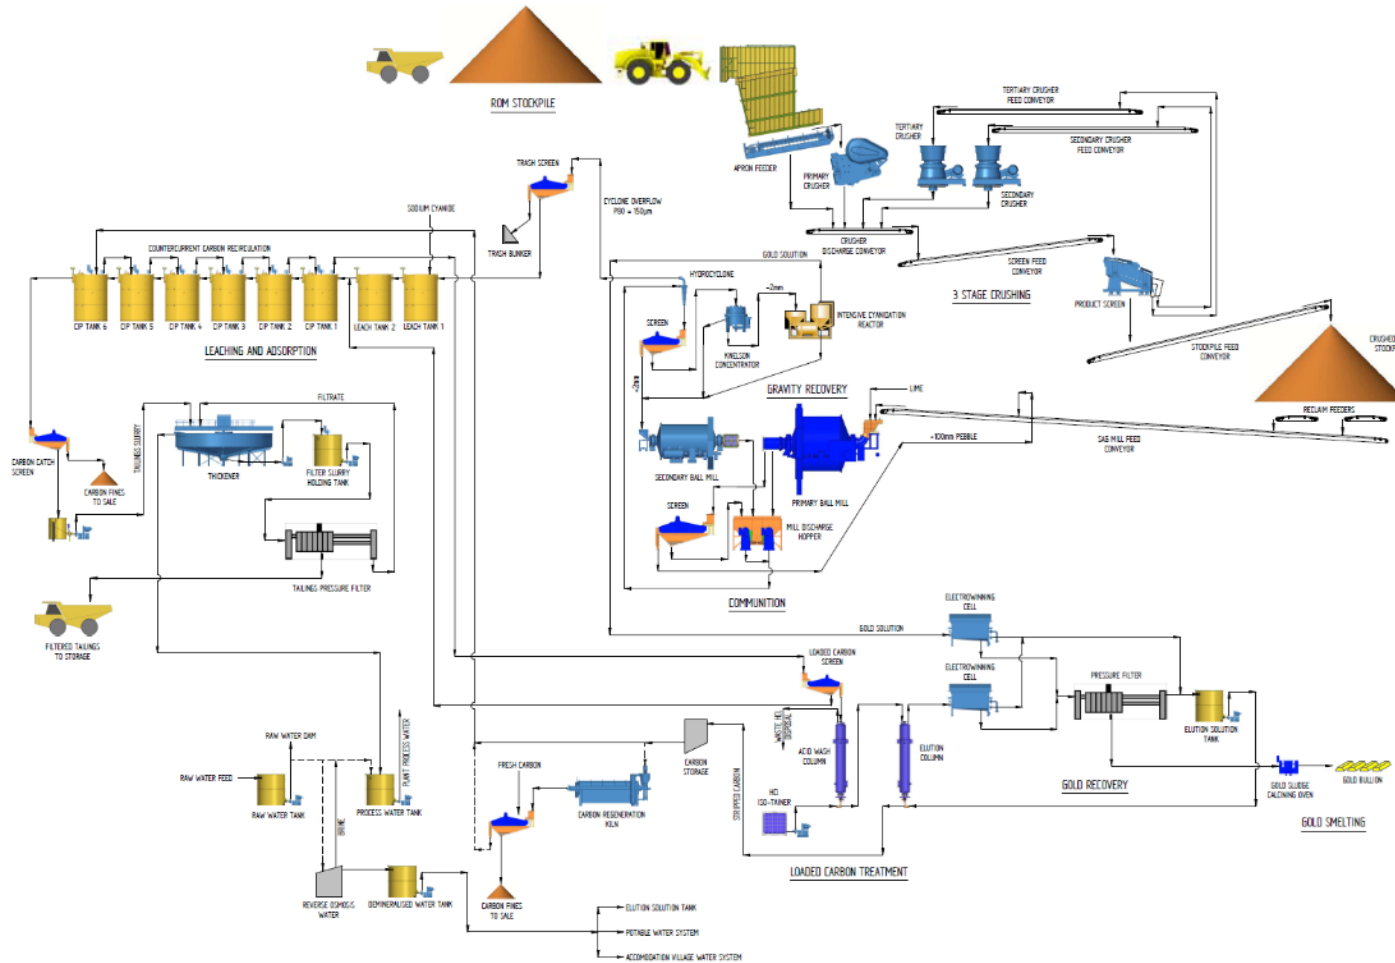 ROM STOCKPILE
TERTIARY CRUSHER
FEED CONVEYOR
TERTIARY
CRUSHER
SECONDARY CRUSHER
FEED CONVEYOR
APRON FEEDER
PRIMARY
CRUSHER
SECONDARY
CRUSHER
TRASH SCREEN
SODIUM CYANIDE
CYCLONE OVERFLOW
P80 = 150µm
TRASH BUNKER
CRUSHER
DISCHARGE CONVEYOR
SCREEN FEED
CONVEYOR
3 STAGE CRUSHING
PRODUCT SCREEN
COUNTERCURRENT CARBON RECIRCULATION
GOLD SOLUTION
HYDROCYCLONE
-2mm
INTENSIVE CYANIDATION
REACTOR
SCREEN
KNELSON
CONCENTRATOR
CIP TANK 6
CIP TANK 5
CIP TANK 4
CIP TANK 3
CIP TANK 2
CIP TANK 1
LEACH TANK 2
LEACH TANK 1
LEACHING AND ADSORPTION
STOCKPILE FEED
CONVEYOR
CRUSHED
STOCKP
+2mm
GRAVITY RECOVERY
LIME
RECLAIM FEEDERS
+100mm PEBBLE
SAG MILL FEED
CONVEYOR
FILTRATE
TAILINGS SLURRY
CARBON CATCH
SCREEN
CARBON FINES
TO SALE
THICKENER
FILTER SLURRY
HOLDING TANK
SECONDARY BALL MILL
PRIMARY BALL MILL
SCREEN
MILL DISCHARGE
HOPPER
TAILINGS PRESSURE FILTER
COMMUNITION
FILTERED TAILINGS
TO STORAGE
ELECTROWINNING
CELL
GOLD SOLUTION
LOADED CARBON
SCREEN
ELECTROWINNING
CELL
PRESSURE FILTER
WASTE HCL
DISPOSAL
ELUTION SOLUTION
TANK
RAW WATER DAM
PLANT PROCESS WATER
ACID WASH
COLUMN
ELUTION
COLUMN
CARBON
STORAGE
FRESH CARBON
RAW WATER FEED
RAW WATER TANK
PROCESS WATER TANK
BRINE
CARBON REGENERATION
KILN
STRIPPED CARBON
HCl
ISO-TAINER
GOLD RECOVERY
GOLD SLUDGE
CALCINING OVEN
GOLD BULLION
GOLD SMELTING
LOADED CARBON TREATMENT
REVERSE OSMOSIS
WATER
DEMINERALISED WATER TANK
CARBON FINES
TO SALE
ELUTION SOLUTION TANK
POTABLE WATER SYSTEM
ACCOMODATION VILLAGE WATER SYSTEM